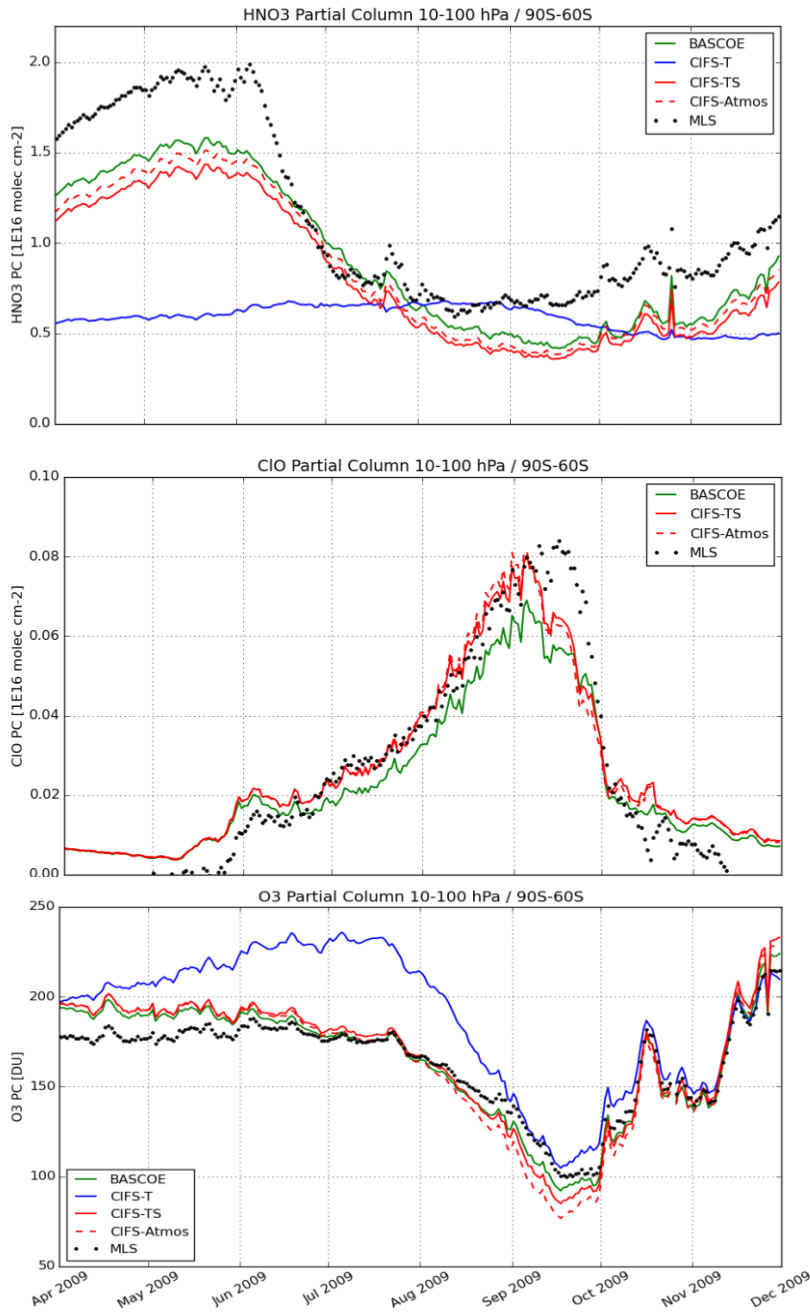 HNO3 Partial Column 10-100 hPa / 90S-60S
HNO3 PC [1E16 molec cm-2]
2.0
1.5
1.0
0.5
0.0
BASCOE
CIFS-T
CIFS-TS
CIFS-Atmos
MLS
ClO Partial Column 10-100 hPa / 90S-60S
ClO PC [1E16 molec cm-2]
0.10
0.08
0.06
0.04
0.02
0.00
BASCOE
CIFS-TS
CIFS-Atmos
MLS
O3 Partial Column 10-100 hPa / 90S-60S
O3 PC [DU]
250
200
150
100
50
BASCOE
CIFS-T
CIFS-TS
CIFS-Atmos
MLS
Apr 2009
May 2009
Jun 2009
Jul 2009
Aug 2009
Sep 2009
Oct 2009
Nov 2009
Dec 2009